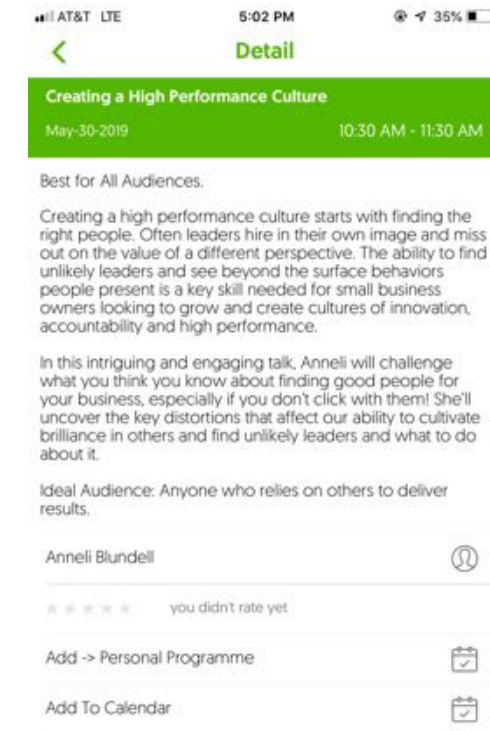 AT&T LTE 5:02 PM 35%
Detail
Creating a High Performance Culture
May-30-2019 10:30 AM - 11:30 AM
Best for All Audiences.
Creating a high performance culture starts with finding the
right people. Often leaders hire in their own image and miss
out on the value of a different perspective. The ability to find
unlikely leaders and see beyond the surface behaviors
people present is a key skill needed for small business
owners looking to grow and create cultures of innovation,
accountability and high performance.
In this intriguing and engaging talk, Anneli will challenge
what you think you know about finding good people for
your business, especially if you don't click with them! She'll
uncover the key distortions that affect our ability to cultivate
brilliance in others and find unlikely leaders and what to do
about it.
Ideal Audience: Anyone who relies on others to deliver
results.
Anneli Blundell
you didn't rate yet
Add -> Personal Programme
Add To Calendar